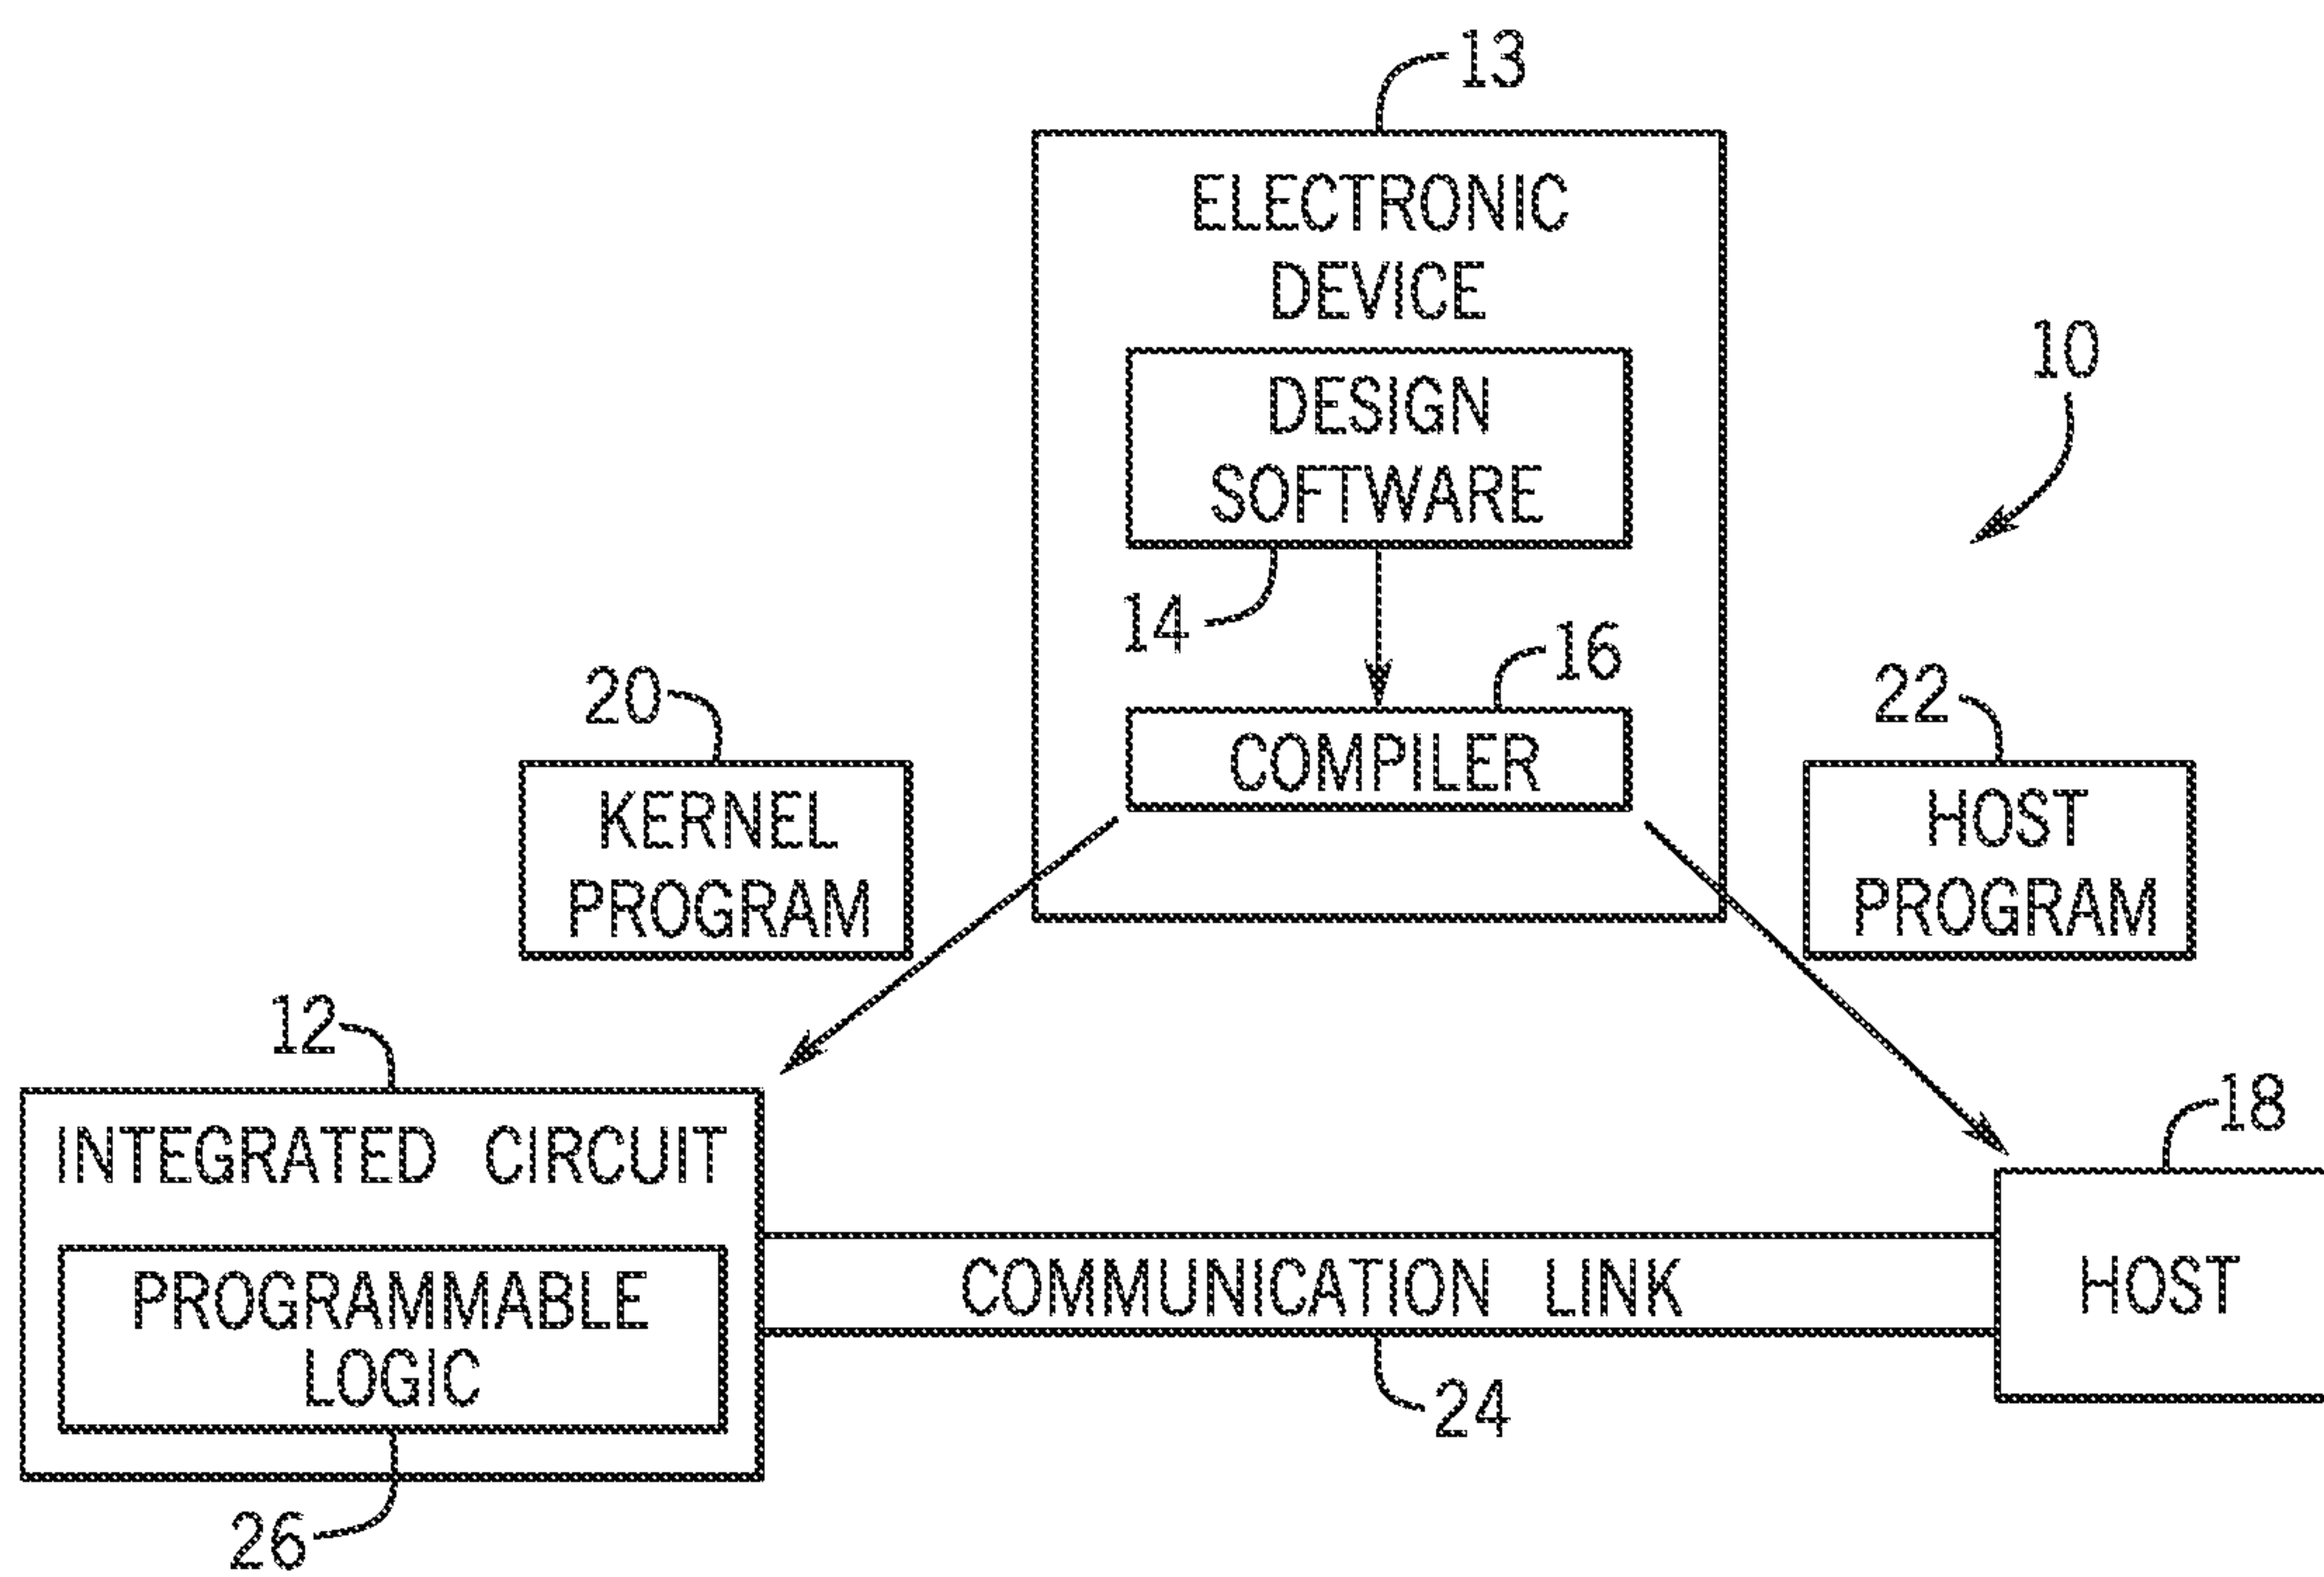 13
ELECTRONIC
DEVICE
10
DESIGN
SOFTWARE
14
16
20
22
COMPILER
KERNEL
PROGRAM
HOST
PROGRAM
12
18
INTEGRATED CIRCUIT
COMMUNICATION LINK
HOST
PROGRAMMABLE
LOGIC
24
26